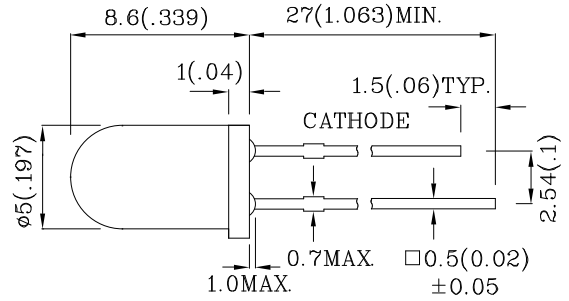 8.6(.339)
27(1.063)MIN.
1(.04)
1.5(.06)TYP.
CATHODE
ø5(.197)
2.54(.1)
0.7MAX.
□0.5(0.02)
±0.05
1.0MAX.